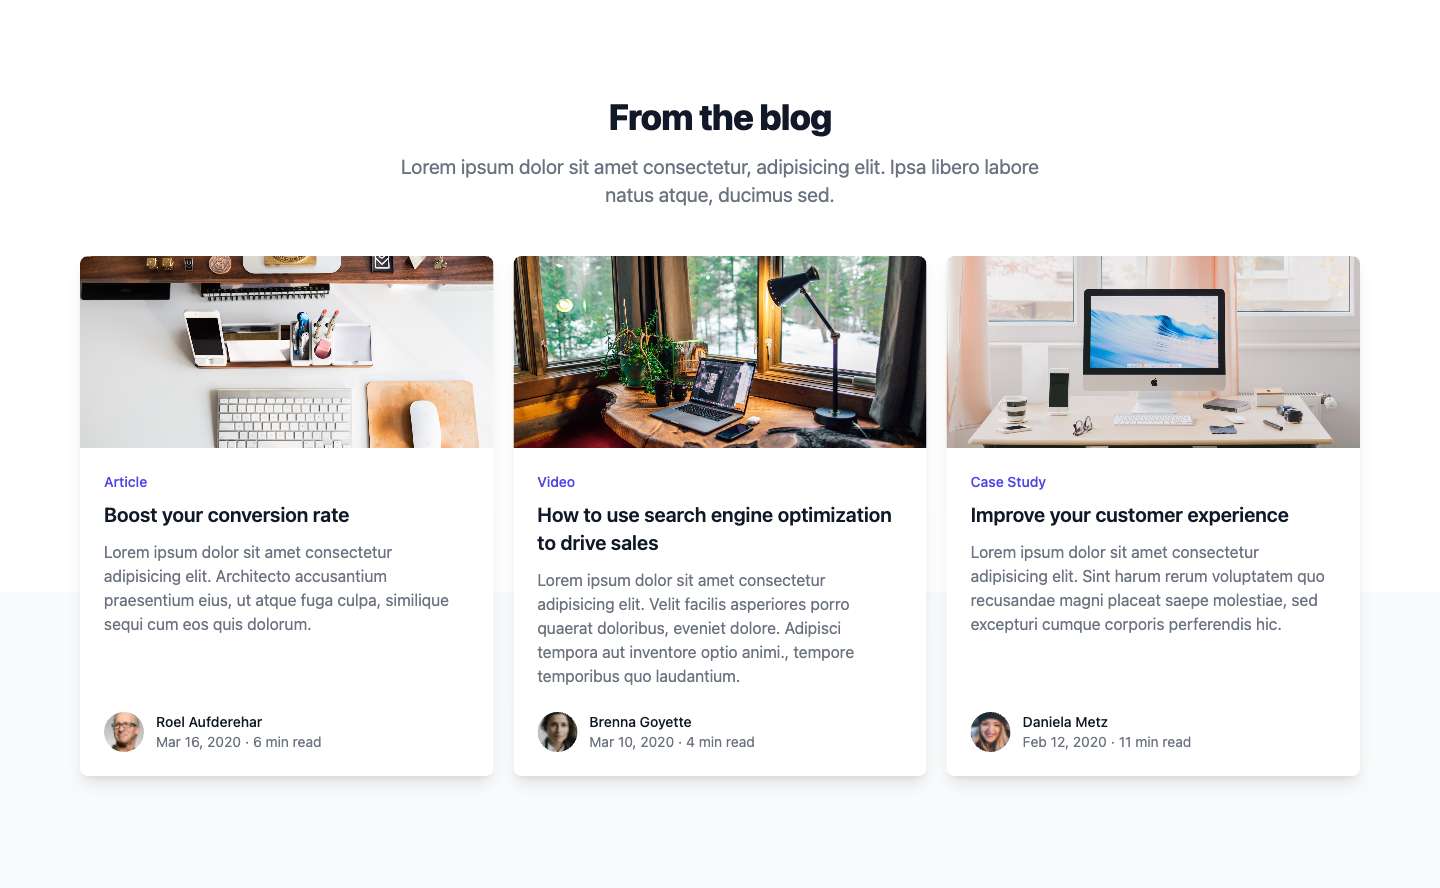 From the blog
Lorem ipsum dolor sit amet consectetur, adipisicing elit. Ipsa libero labore
natus atque, ducimus sed.
Article
Boost your conversion rate
Lorem ipsum dolor sit amet consectetur
adipisicing elit. Architecto accusantium
praesentium eius, ut atque fuga culpa, similique
sequi cum eos quis dolorum.
Roel Aufderehar
Mar 16, 2020 · 6 min read
Video
How to use search engine optimization
to drive sales
Lorem ipsum dolor sit amet consectetur
adipisicing elit. Velit facilis asperiores porro
quaerat doloribus, eveniet dolore. Adipisci
tempora aut inventore optio animi., tempore
temporibus quo laudantium.
Brenna Goyette
Mar 10, 2020 · 4 min read
Case Study
Improve your customer experience
Lorem ipsum dolor sit amet consectetur
adipisicing elit. Sint harum rerum voluptatem quo
recusandae magni placeat saepe molestiae, sed
excepturi cumque corporis perferendis hic.
Daniela Metz
Feb 12, 2020 · 11 min read